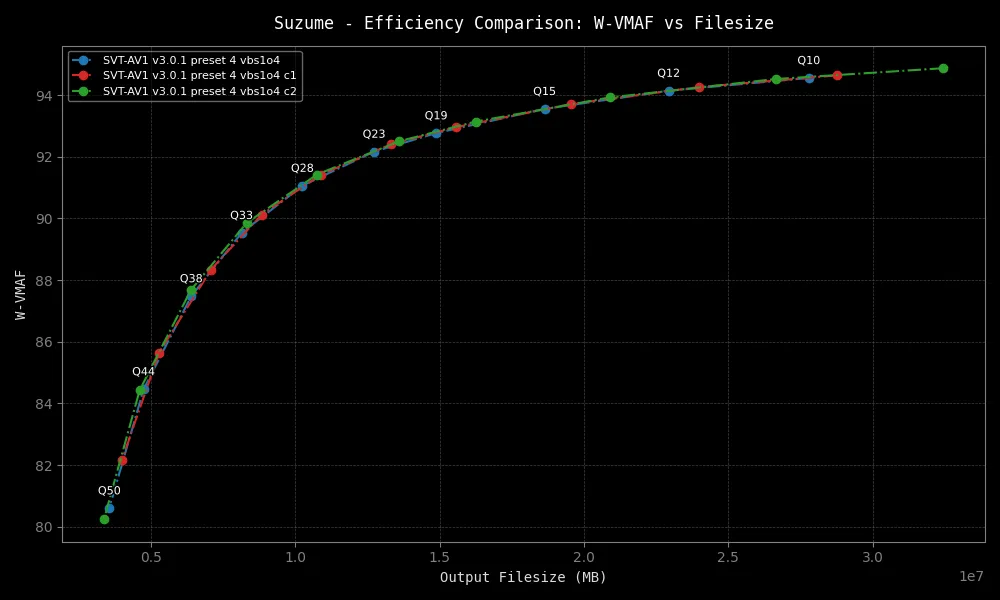 Suzume - Efficiency Comparison: W-VMAF vs Filesize
SVT-AV1 v3.0.1 preset 4 vbs1o4
SVT-AV1 v3.0.1 preset 4 vbs1o4 c1
SVT-AV1 v3.0.1 preset 4 vbs1o4 c2
Q10
Q12
Q15
Q19
Q23
Q28
Q33
Q38
Q44
Q50
W-VMAF
94
92
90
88
86
84
82
80
0.5 1.0 1.5 2.0 2.5 3.0
1e7
Output Filesize (MB)